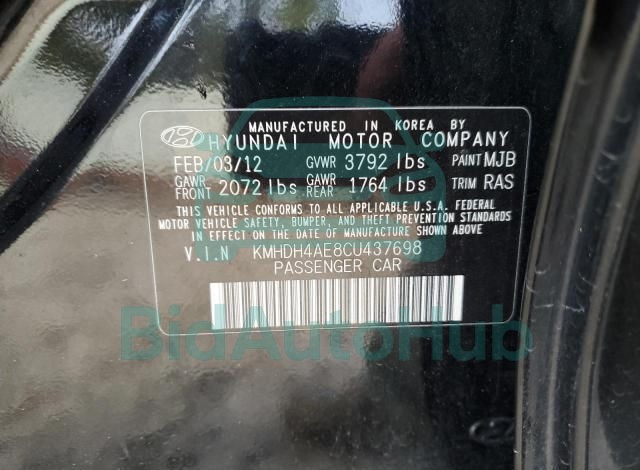 MANUFACTURED IN KOREA BY
HYUNDAI MOTOR COMPANY
FEB/03/12 GVWR 3792 lbs PAINT MJB
GAWR FRONT 2072 lbs GAWR REAR 1764 lbs TRIM RAS
THIS VEHICLE CONFORMS TO ALL APPLICABLE U.S.A. FEDERAL
MOTOR VEHICLE SAFETY, BUMPER, AND THEFT PREVENTION STANDARDS
IN EFFECT ON THE DATE OF MANUFACTURE SHOWN ABOVE.
V.I.N KMHDH4AE8CU437698
PASSENGER CAR
BidAutoHub